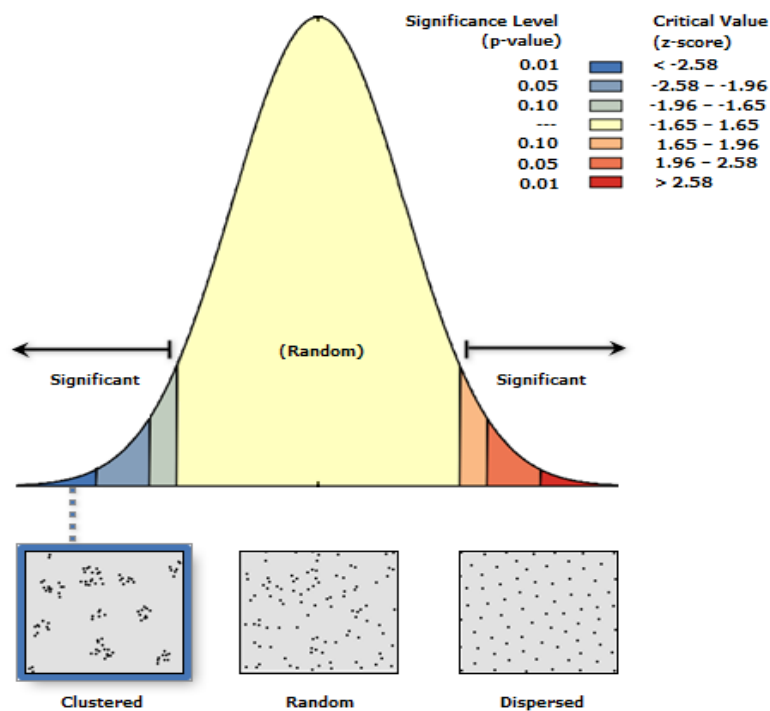 Significance Level Critical Value
(p-value) (z-score)
0.01 < -2.58
0.05 -2.58 – -1.96
0.10 -1.96 – -1.65
--- -1.65 – 1.65
0.10 1.65 – 1.96
0.05 1.96 – 2.58
0.01 > 2.58
(Random)
Significant Significant
Clustered Random Dispersed